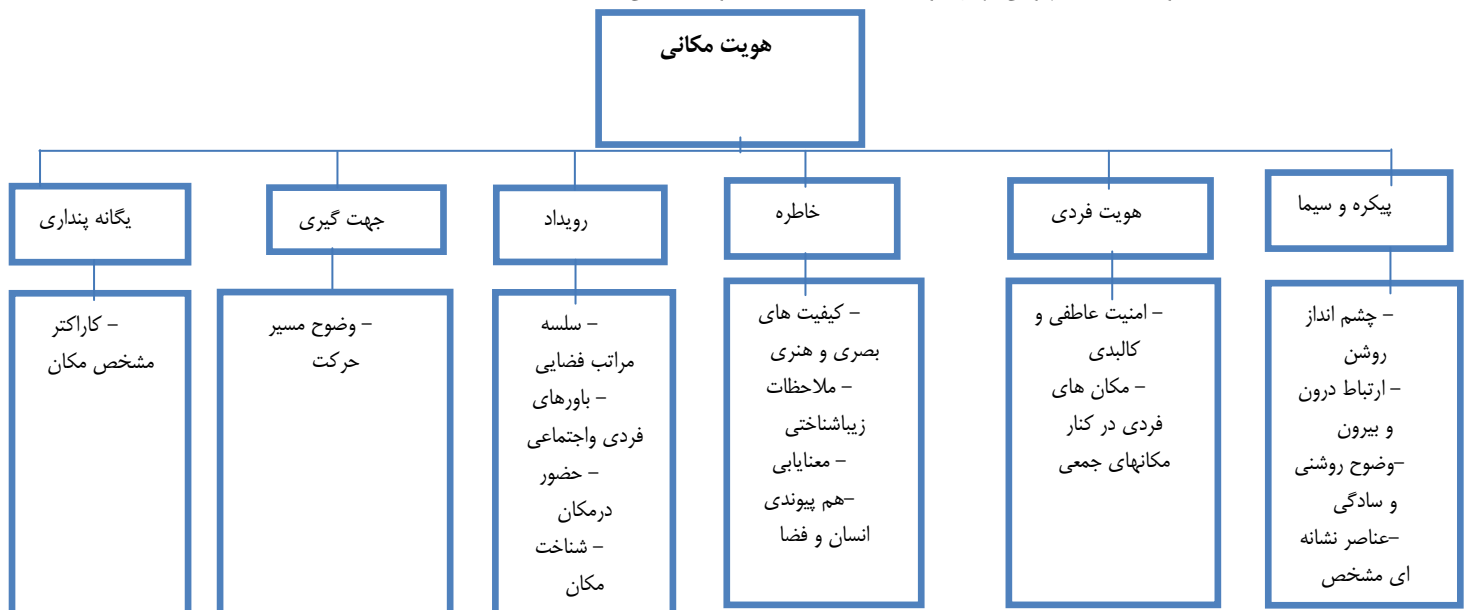 هویت مکانی
پیکره و سیما
هویت فردی
خاطره
رویداد
جهت گیری
یگانه پنداری
– چشم انداز
روشن
– ارتباط درون
و بیرون
–وضوح روشنی
و سادگی
–عناصر نشانه
ای مشخص
– امنیت عاطفی و
کالبدی
– مکان های
فردی در کنار
مکانهای جمعی
– کیفیت های
بصری و هنری
– ملاحظات
زیباشناختی
– معنایابی
–هم پیوندی
انسان و فضا
– سلسه
مراتب فضایی
– باورهای
فردی واجتماعی
– حضور
درمکان
– شناخت
مکان
– وضوح مسیر
حرکت
– کاراکتر
مشخص مکان